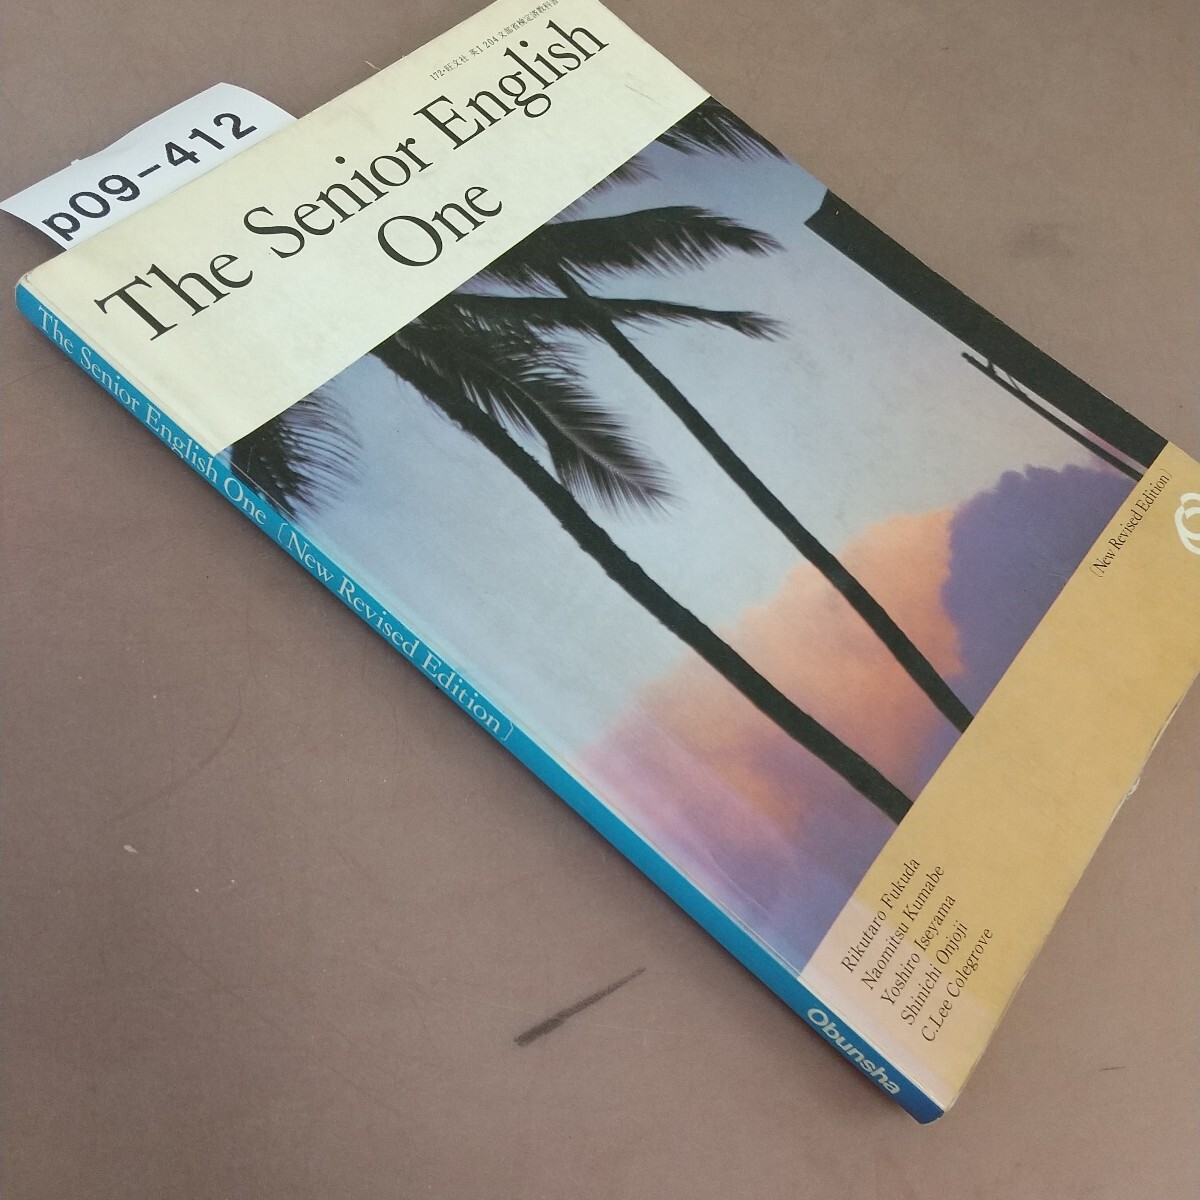 p09-412
172・旺文社 英I 204 文部省検定済教科書
The Senior English
One
[New Revised Edition]
Rikutaro Fukuda
Naomitsu Kumabe
Yoshiro Iseyama
Shinichi Onjoji
C.Lee Colegrove
The Senior English One [New Revised Edition]
Obunsha